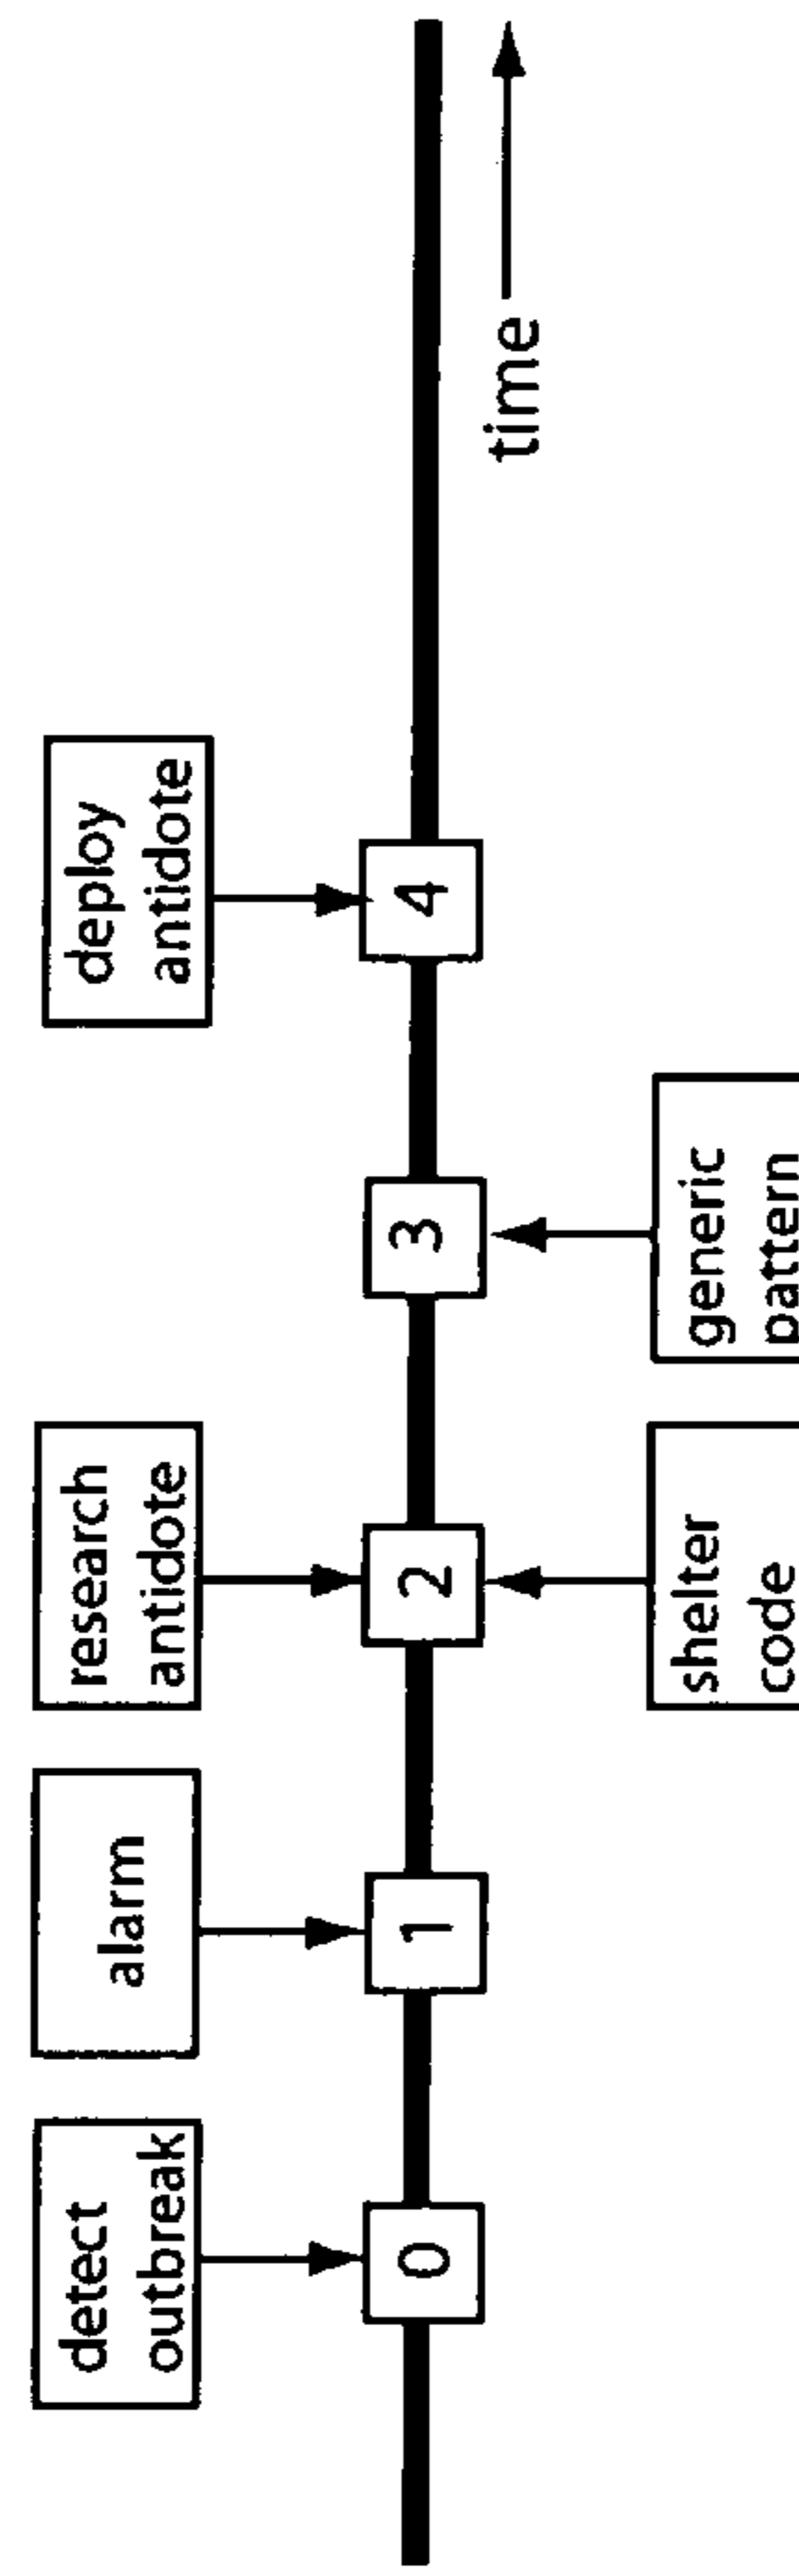 detect
outbreak
alarm
research
antidote
deploy
antidote
0
1
2
3
4
time
shelter
code
generic
pattern